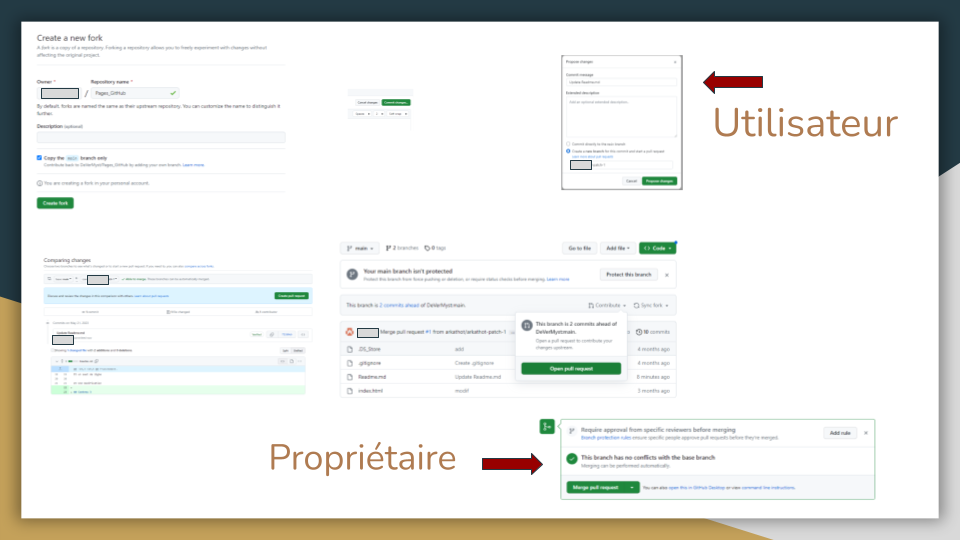 Create a new fork
A fork is a copy of a repository. Forking a repository allows you to freely experiment with changes without
affecting the original project.
Owner *
Repository name *
/
Pages_GitHub
By default, forks are named the same as their upstream repository. You can customize the name to distinguish it
further.
Description (optional)
Copy the main branch only
Contribute back to DeVerMyst/Pages_GitHub by adding your own branch. Learn more.
You are creating a fork in your personal account.
Create fork
Cancel changes
Commit changes...
Propose changes
Commit message
Update Readme.md
Extended description
Add an optional extended description..
Commit directly to the main branch
Create a new branch for this commit and start a pull request
patch-1
Cancel
Propose changes
Utilisateur
Comparing changes
Create pull request
main
2 branches
0 tags
Go to file
Add file
Code
Your main branch isn't protected
Protect this branch from force pushing or deletion, or require status checks before merging. Learn more
Protect this branch
This branch is 2 commits ahead of DeVerMyst:main.
Contribute
Sync fork
Merge pull request #1 from arkathot/arkathot-patch-1
10 commits
This branch is 2 commits ahead of
DeVerMyst:main.
Open a pull request to contribute your
changes upstream.
Open pull request
.DS_Store
add
4 months ago
.gitignore
Create .gitignore
4 months ago
Readme.md
Update Readme.md
8 minutes ago
index.html
modif
3 months ago
Propriétaire
Require approval from specific reviewers before merging
Branch protection rules ensure specific people approve pull requests before they're merged.
Add rule
This branch has no conflicts with the base branch
Merging can be performed automatically.
Merge pull request
You can also open this in GitHub Desktop or view command line instructions.